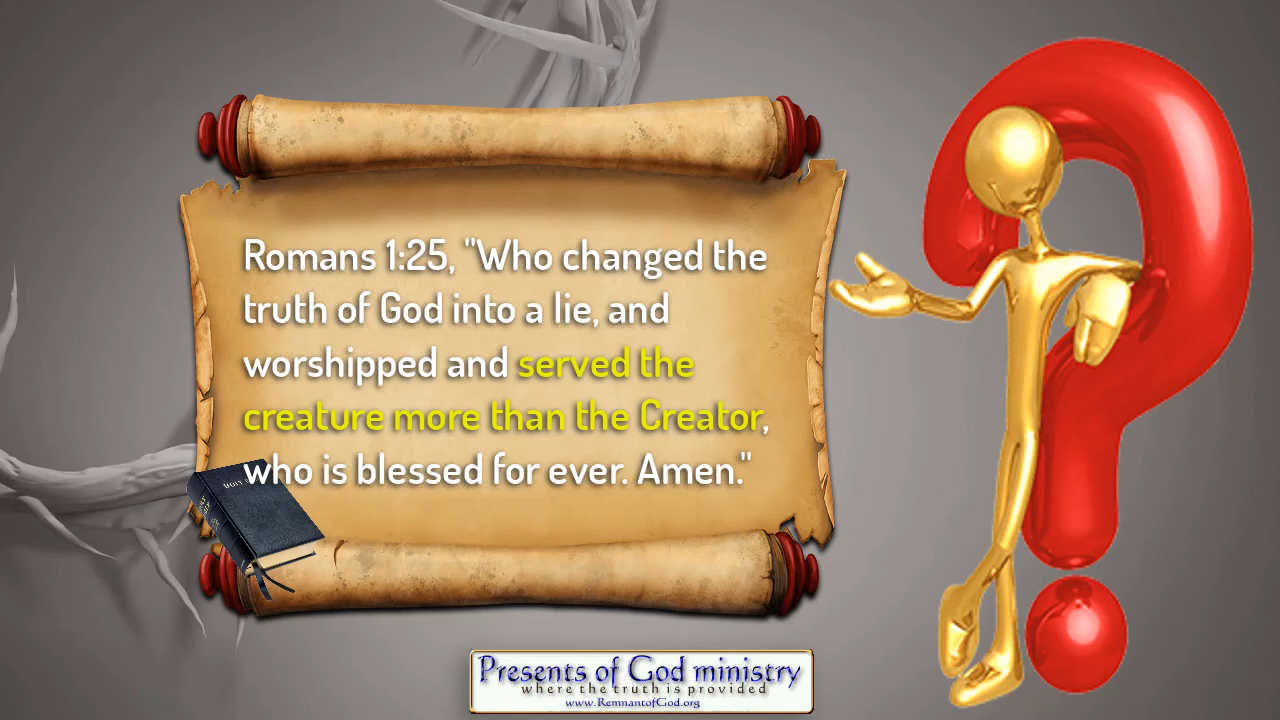 Romans 1:25, "Who changed the
truth of God into a lie, and
worshipped and served the
creature more than the Creator,
who is blessed for ever. Amen."
HOLY
Presents of God ministry
where the truth is provided
www.RemnantofGod.org